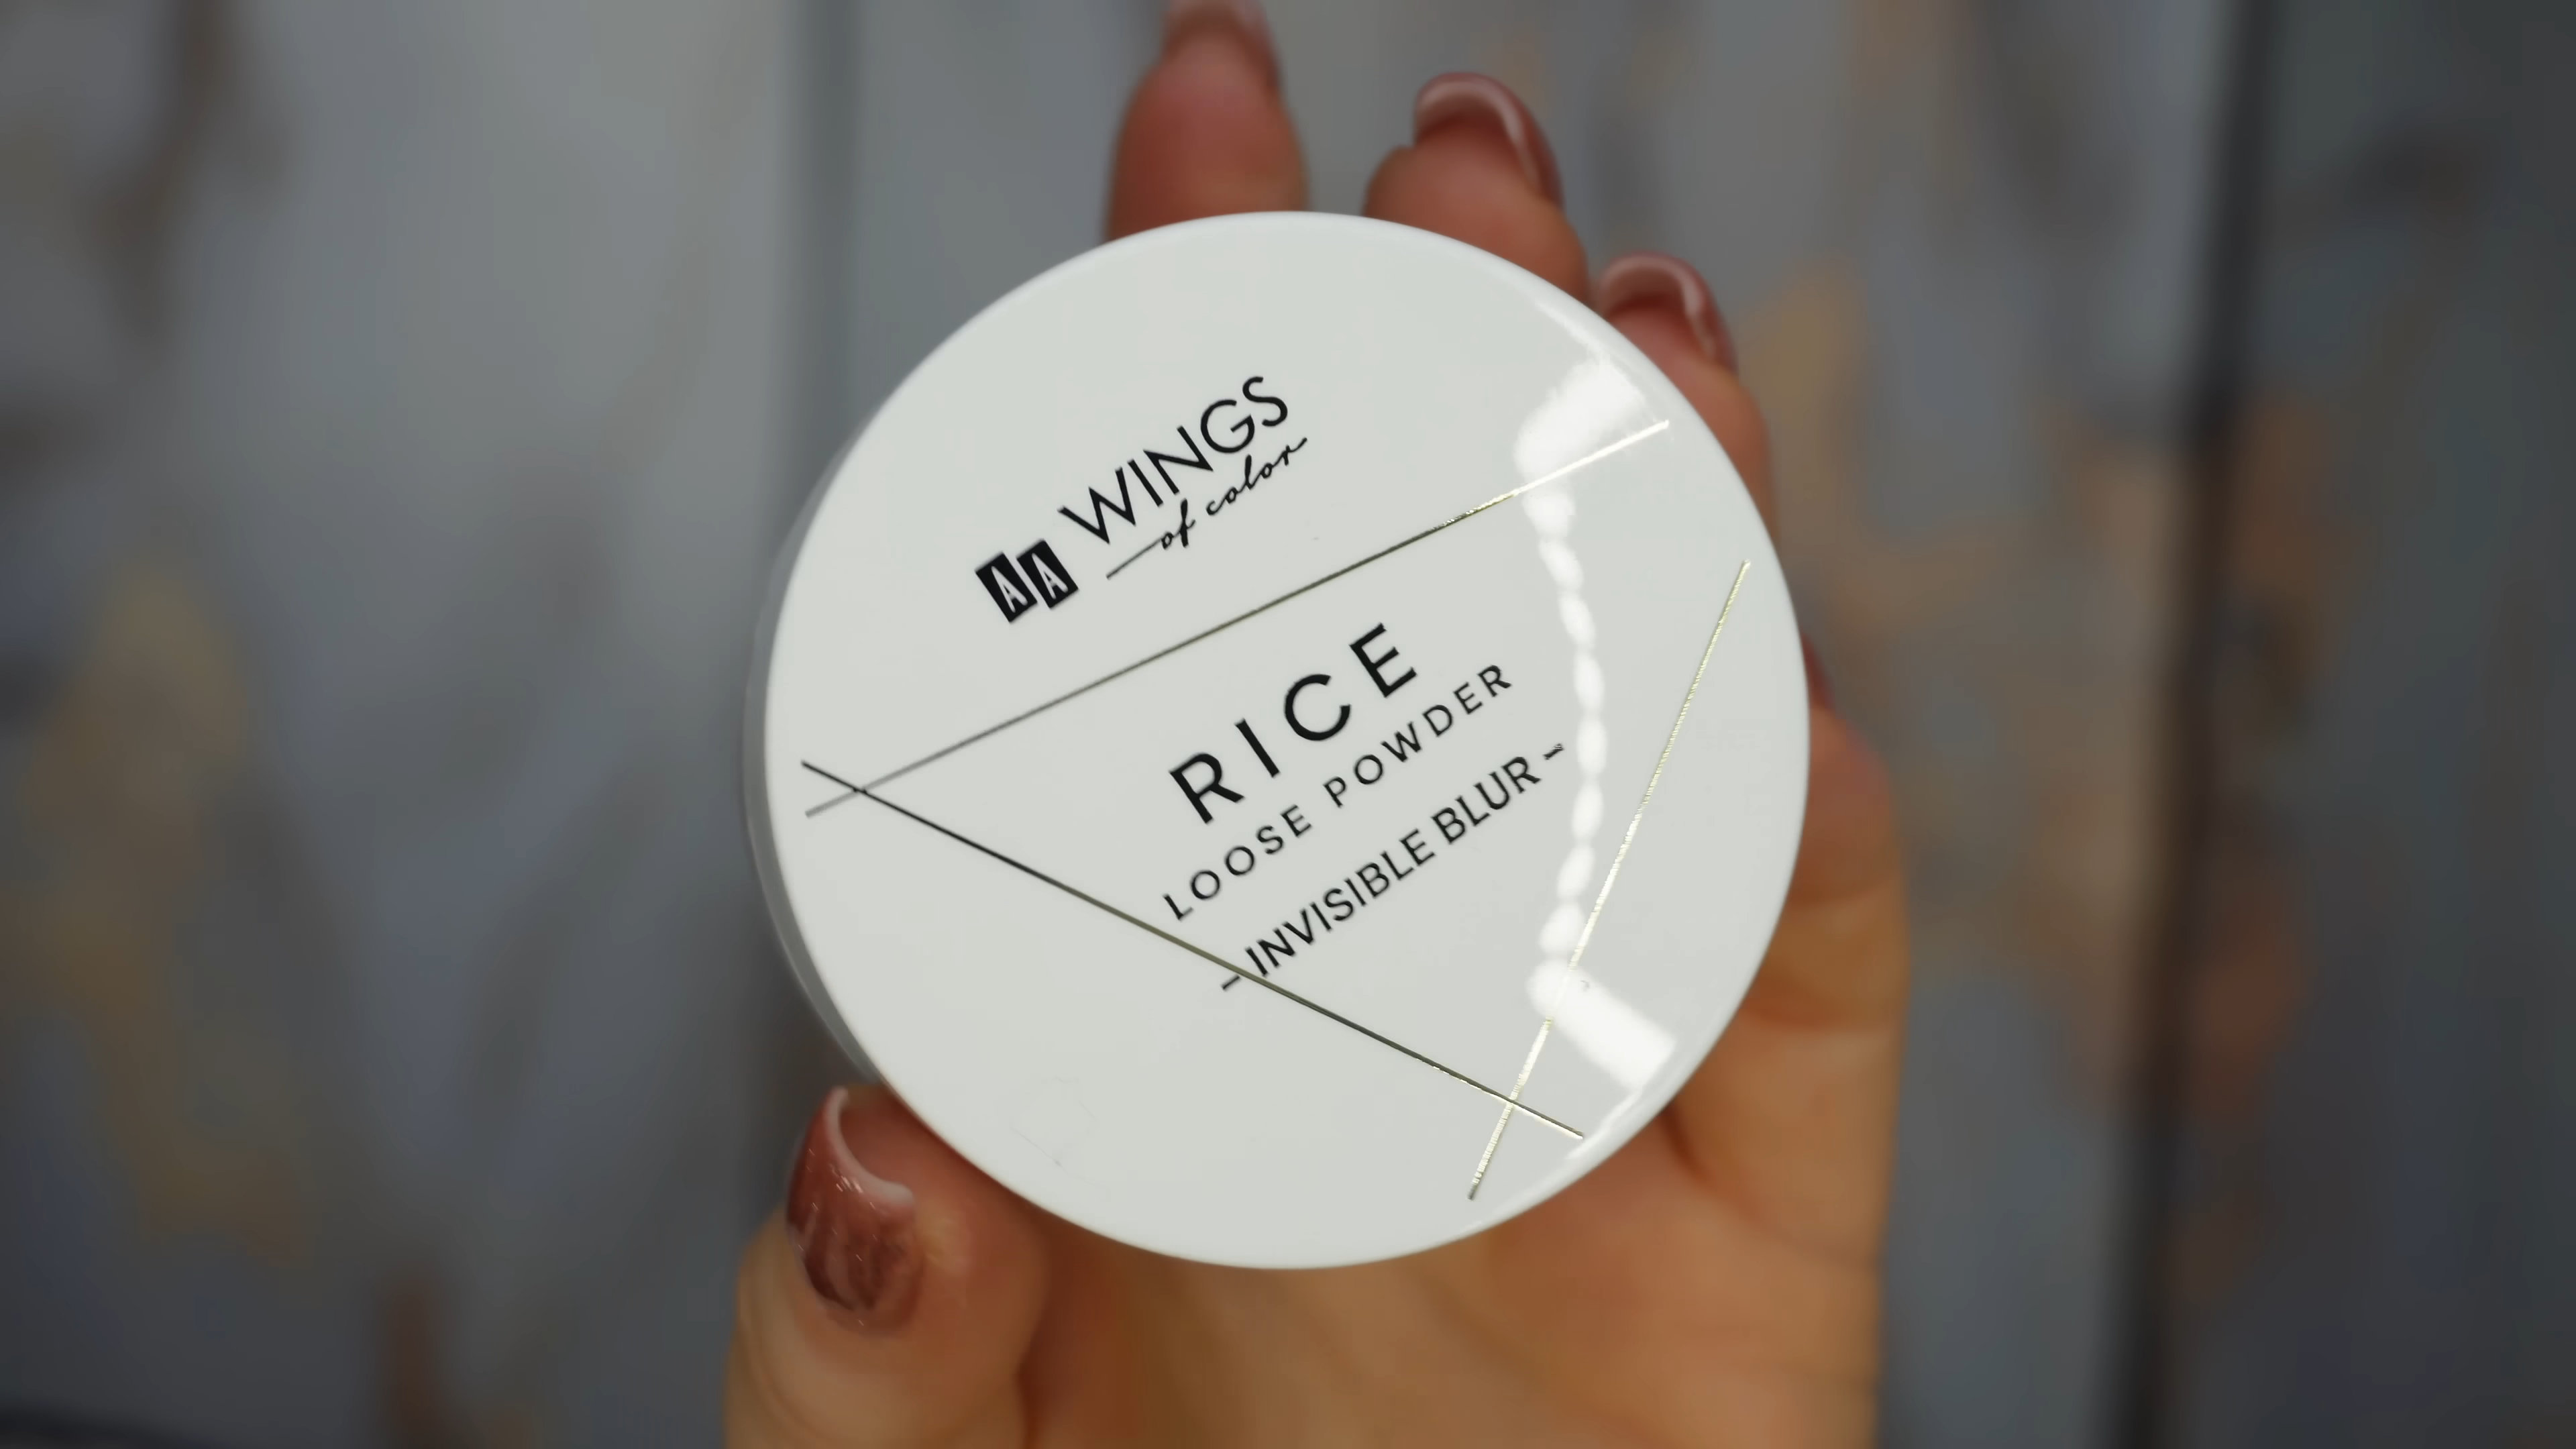 AA WINGS
of color
RICE
LOOSE POWDER
- INVISIBLE BLUR -